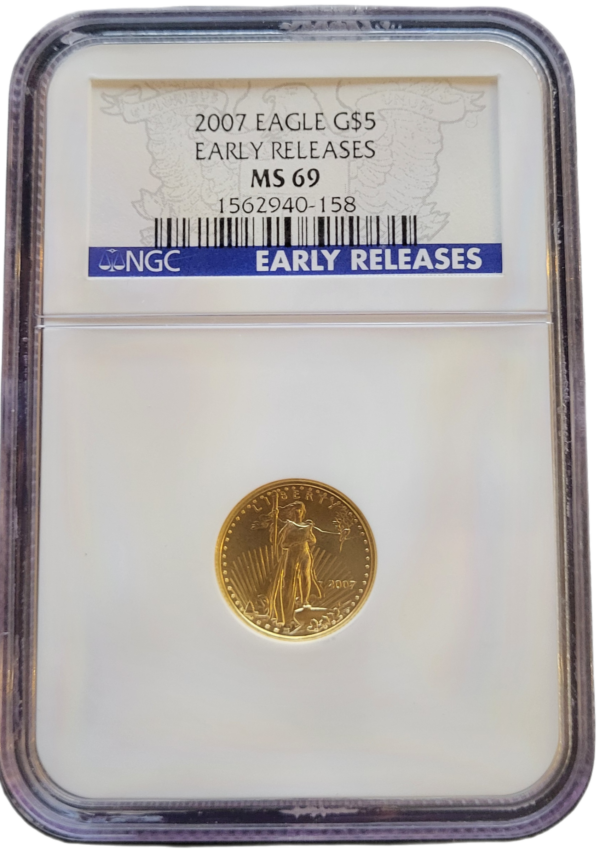 2007 EAGLE G$5
EARLY RELEASES
MS 69
1562940-158
NGC EARLY RELEASES
LIBERTY
2007